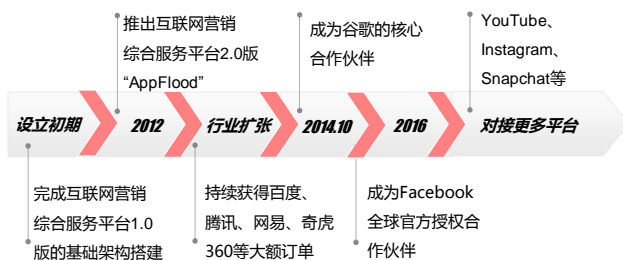 推出互联网营销
综合服务平台2.0版
“AppFlood”
成为谷歌的核心
合作伙伴
YouTube、
Instagram、
Snapchat等
设立初期
2012
行业扩张
2014.10
2016
对接更多平台
完成互联网营销
综合服务平台1.0
版的基础架构搭建
持续获得百度、
腾讯、网易、奇虎
360等大额订单
成为Facebook
全球官方授权合
作伙伴